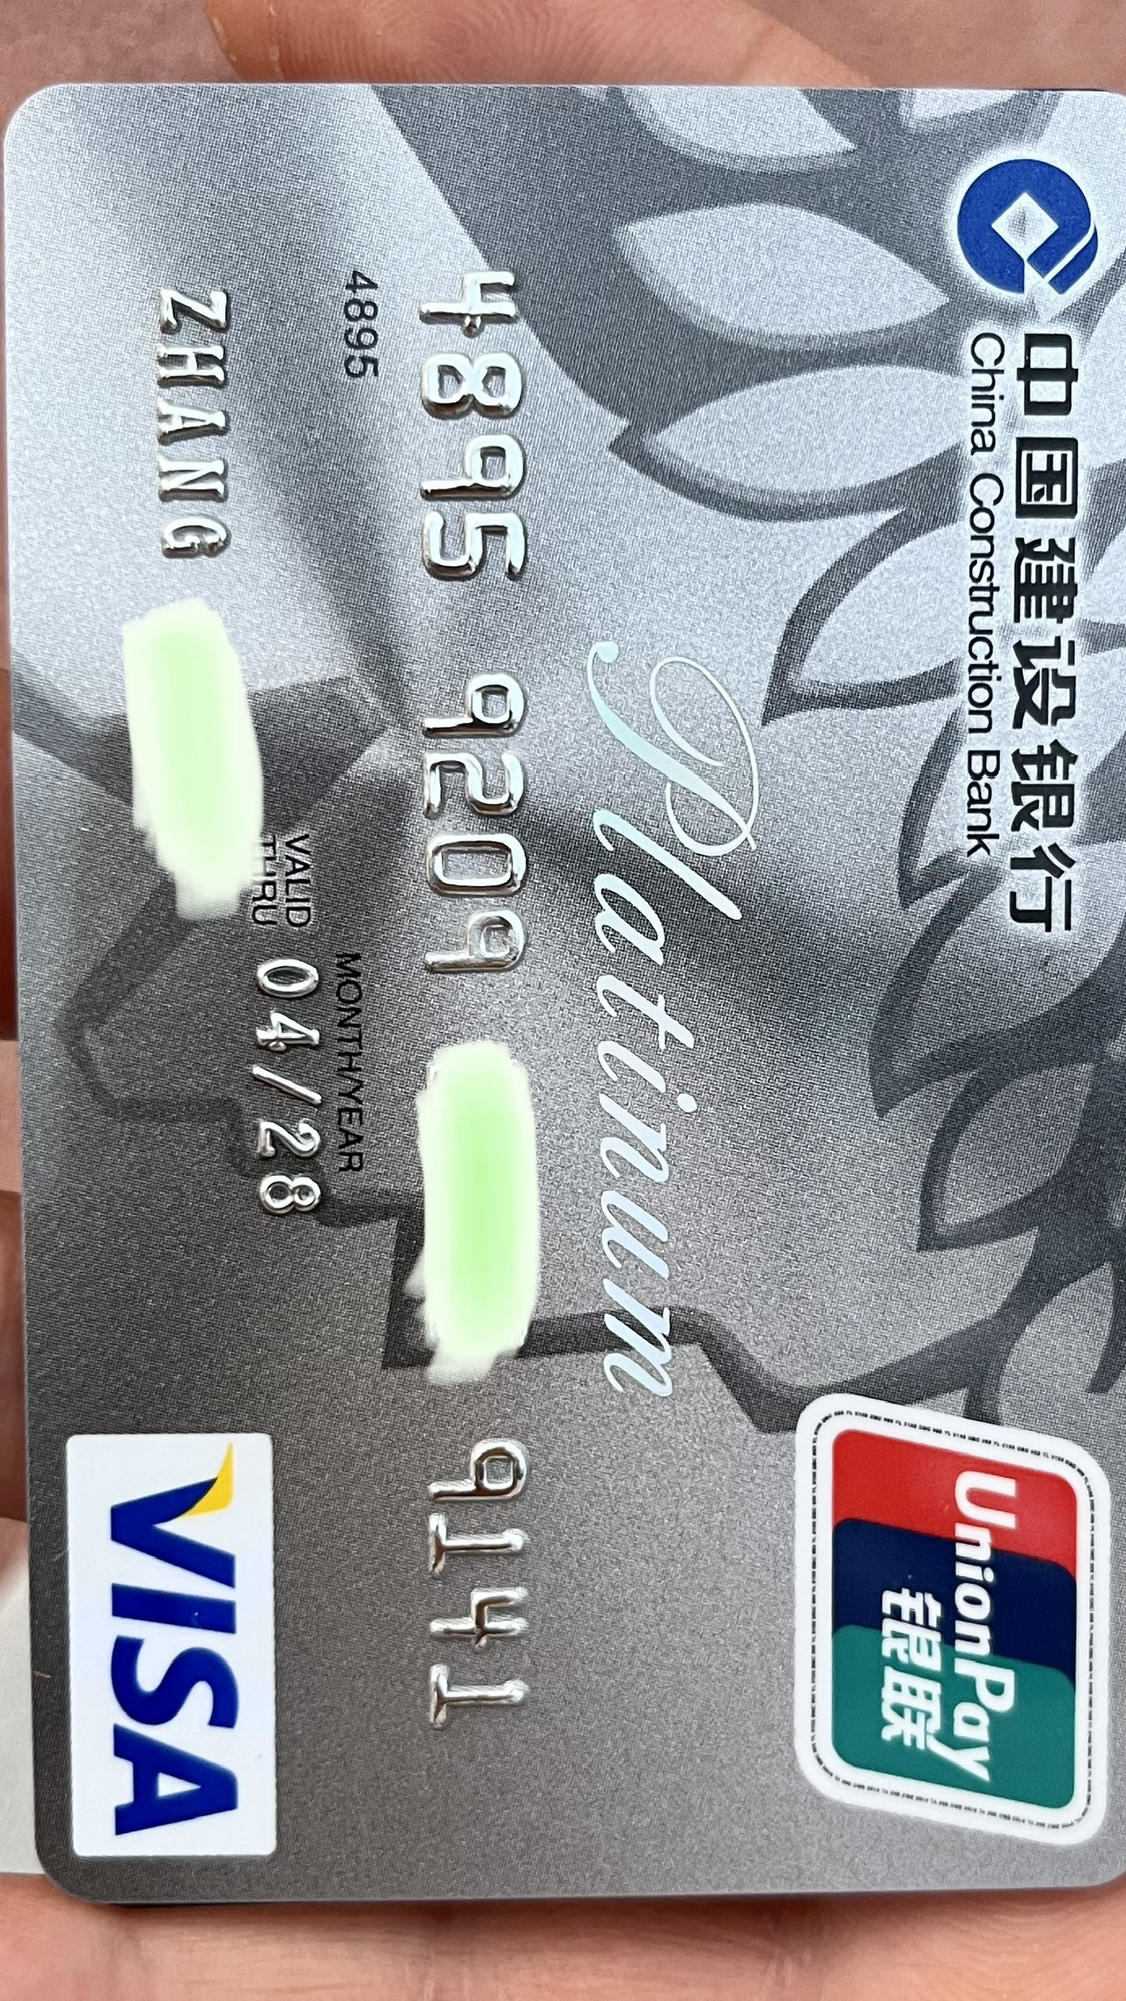 中国建设银行
China Construction Bank
UnionPay
银联
Platinum
4895 9209 9141
4895
MONTH/YEAR
VALID THRU 04/28
ZHANG
VISA